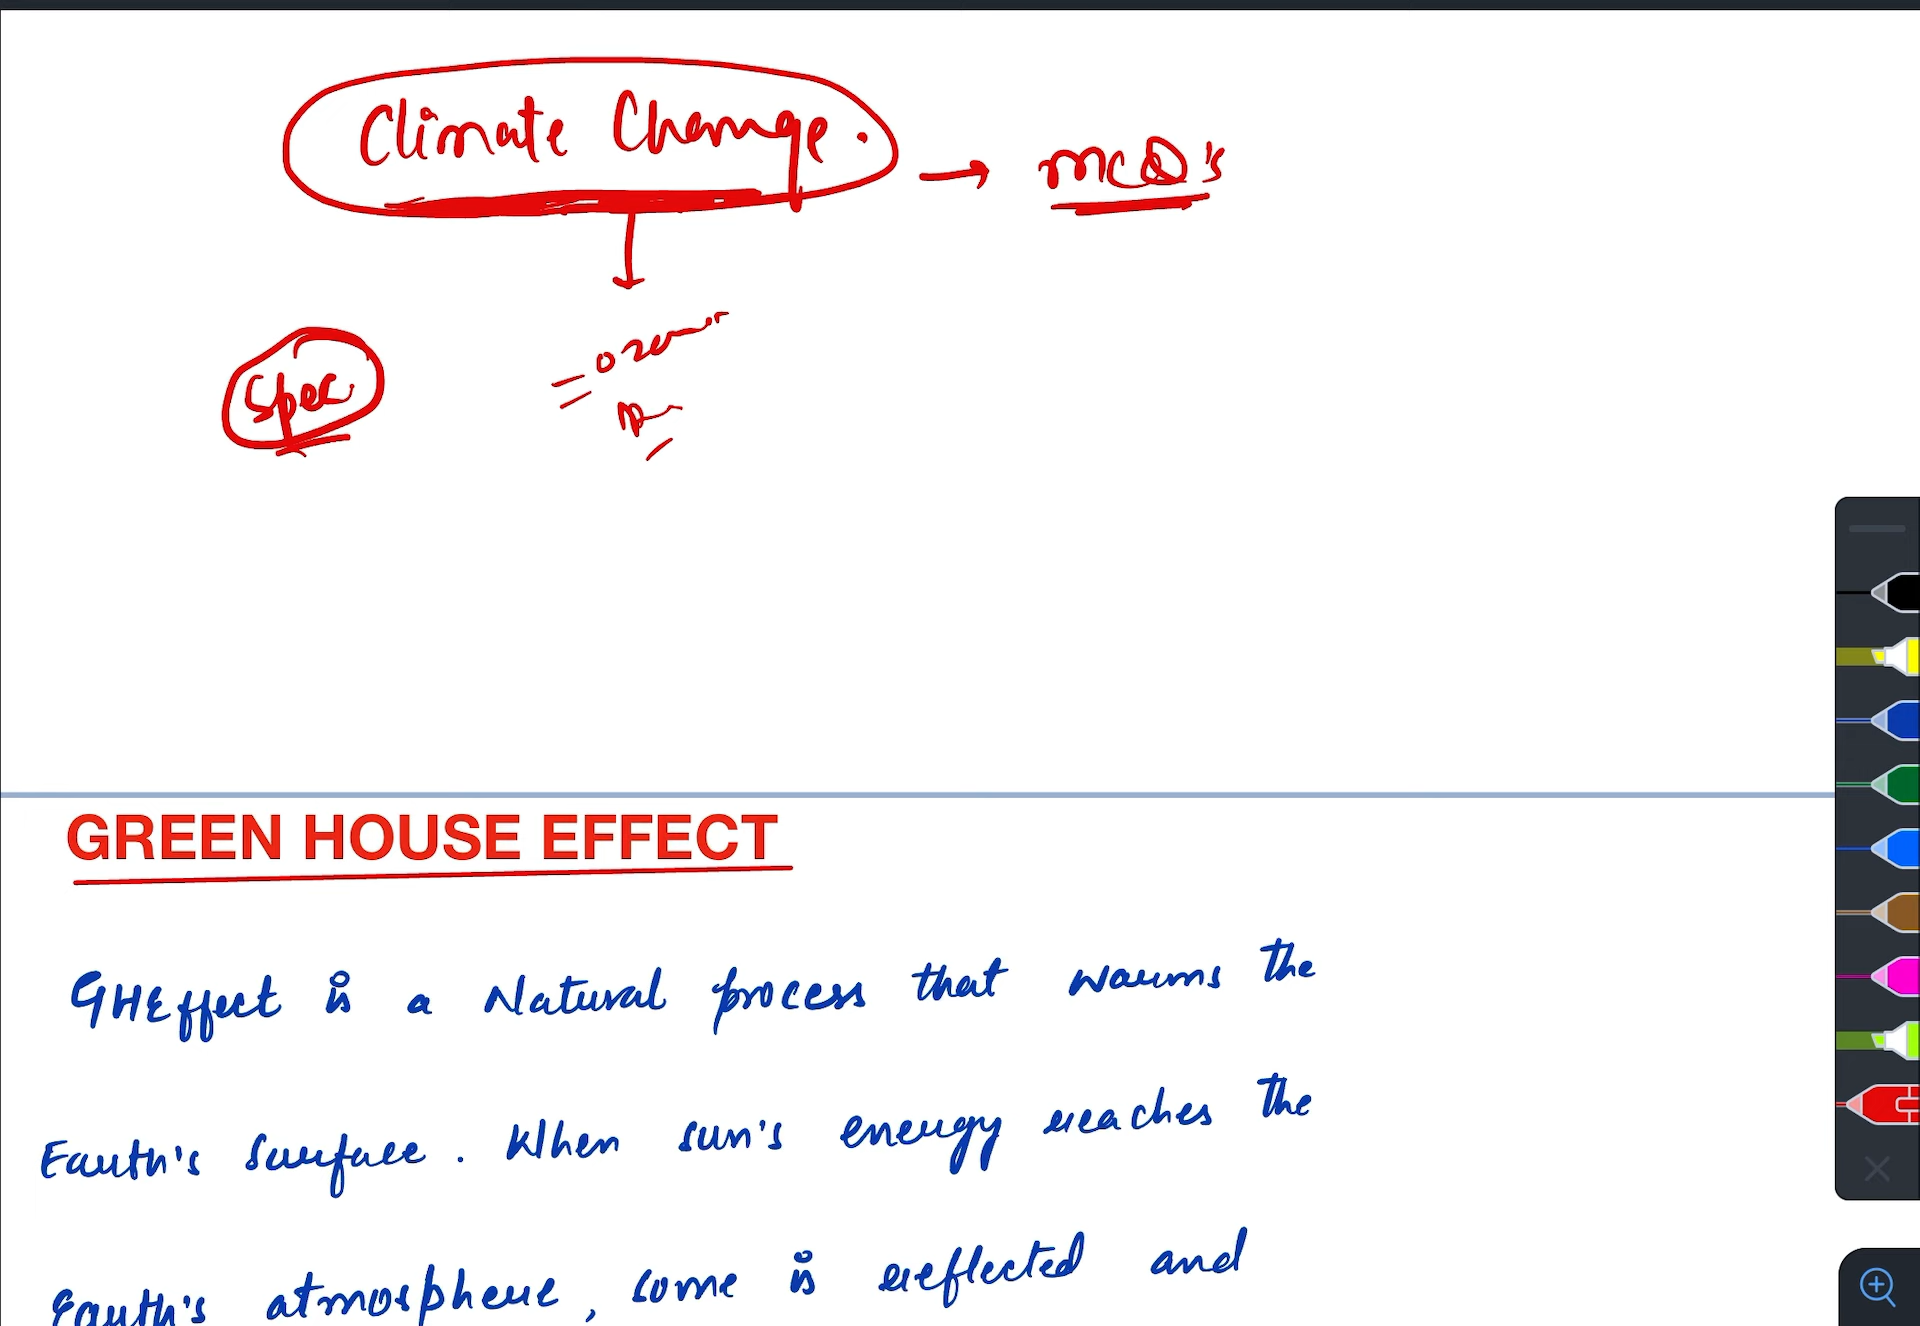 Climate Change.
→ MCQ's
Spec
GREEN HOUSE EFFECT
GHEffect is a Natural process that warms the
Earth's surface. When sun's energy reaches the
Earth's atmosphere, some is reflected and